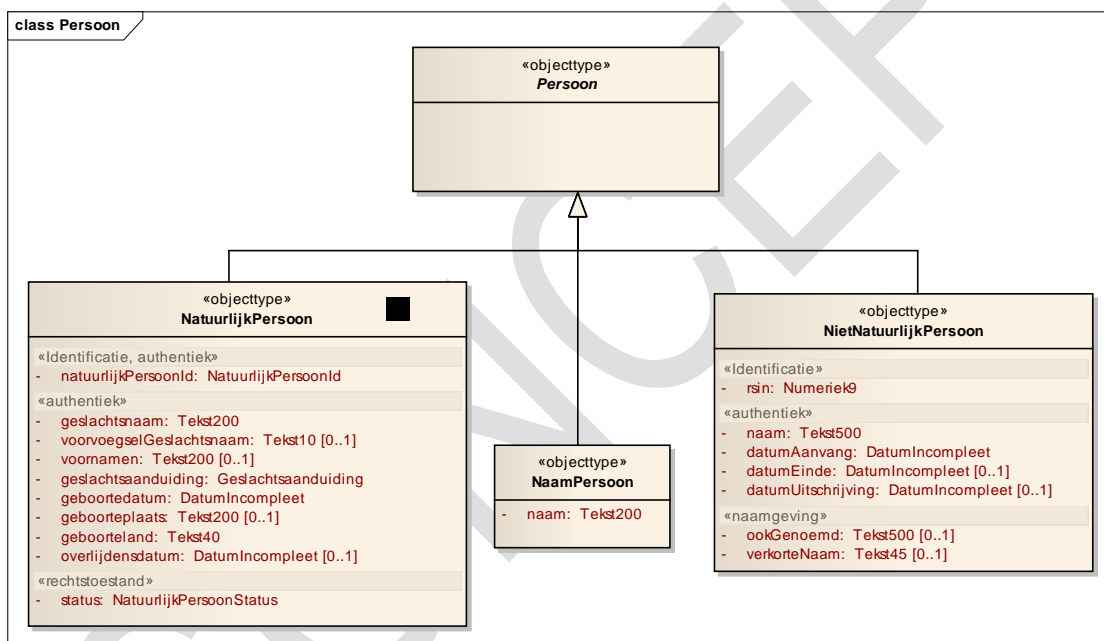 class Persoon
«objecttype»
Persoon
«objecttype»
NatuurlijkPersoon
«Identificatie, authentiek»
- natuurlijkPersoonId: NatuurlijkPersoonId
«authentiek»
- geslachtsnaam: Tekst200
- voorvoegselGeslachtsnaam: Tekst10 [0..1]
- voornamen: Tekst200 [0..1]
- geslachtsaanduiding: Geslachtsaanduiding
- geboortedatum: DatumIncompleet
- geboorteplaats: Tekst200 [0..1]
- geboorteland: Tekst40
- overlijdensdatum: DatumIncompleet [0..1]
«rechtstoestand»
- status: NatuurlijkPersoonStatus
«objecttype»
NaamPersoon
- naam: Tekst200
«objecttype»
NietNatuurlijkPersoon
«Identificatie»
- rsin: Numeriek9
«authentiek»
- naam: Tekst500
- datumAanvang: DatumIncompleet
- datumEinde: DatumIncompleet [0..1]
- datumUitschrijving: DatumIncompleet [0..1]
«naamgeving»
- ookGenoemd: Tekst500 [0..1]
- verkorteNaam: Tekst45 [0..1]